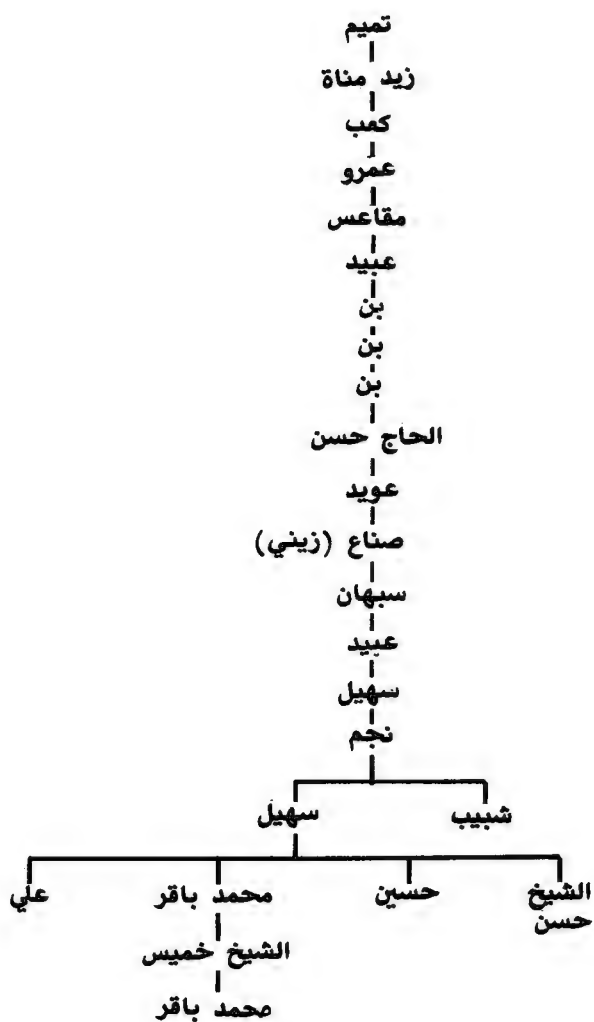 تميم
زيد مناة
كعب
عمرو
مقاعس
عبيد
بن
بن
بن
الحاج حسن
عويد
صناع (زيني)
سبهان
عبيد
سهيل
نجم
شبيب سهيل
الشيخ حسين محمد باقر علي
حسن
الشيخ خميس
محمد باقر